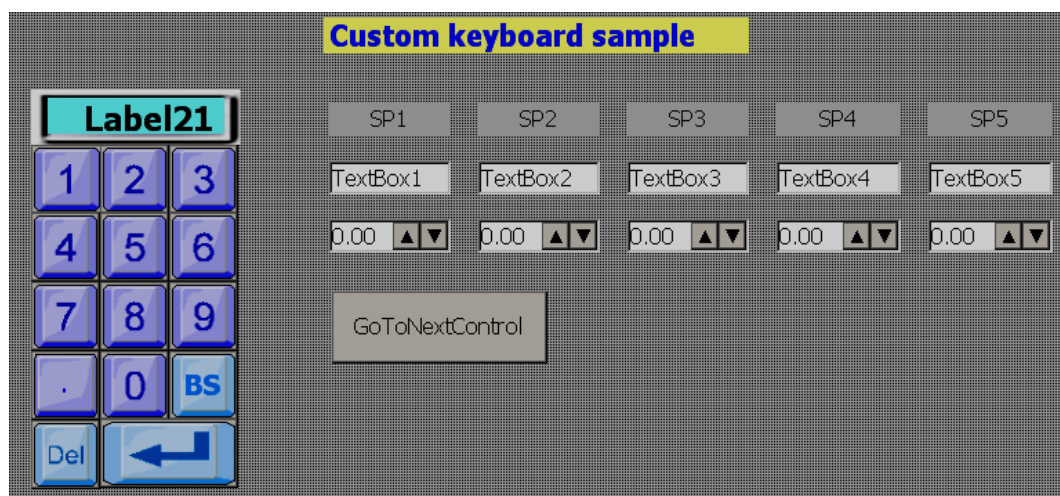 Custom keyboard sample
Label21
SP1 SP2 SP3 SP4 SP5
1 2 3
TextBox1 TextBox2 TextBox3 TextBox4 TextBox5
4 5 6
0.00 0.00 0.00 0.00 0.00
7 8 9
GoToNextControl
. 0 BS
Del